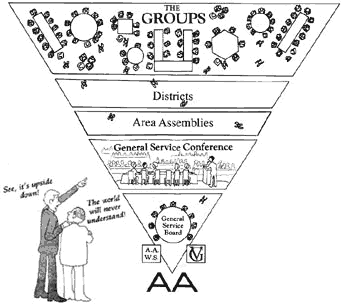 THE
GROUPS
Districts
Area Assemblies
General Service Conference
See, it's upside
down!
The world
will never
understand!
General
Service
Board
A.A.
W.S.
GV
AA